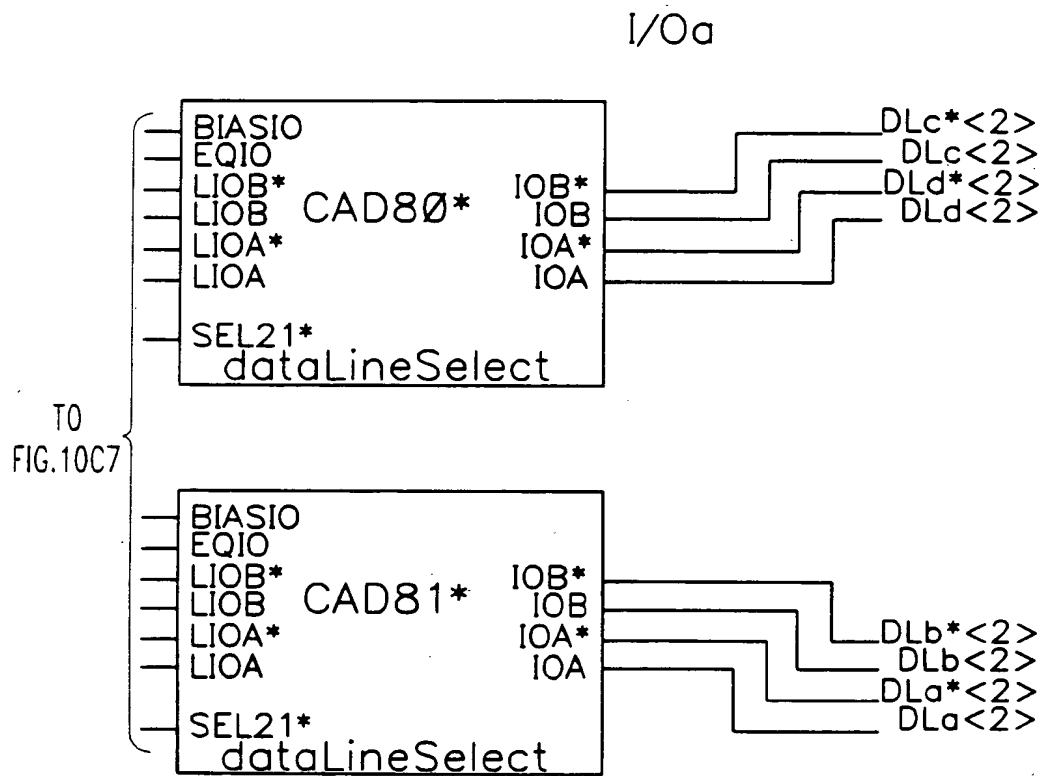 I/Oa
BIASIO
EQIO
LIOB*
LIOB
LIOA*
LIOA
SEL21*
CAD80*
IOB*
IOB
IOA*
IOA
dataLineSelect
DLc*<2>
DLc<2>
DLd*<2>
DLd<2>
TO
FIG.10C7
BIASIO
EQIO
LIOB*
LIOB
LIOA*
LIOA
SEL21*
CAD81*
IOB*
IOB
IOA*
IOA
dataLineSelect
DLb*<2>
DLb<2>
DLa*<2>
DLa<2>